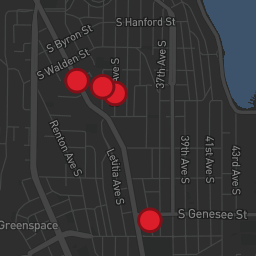 S Hanford St
S Byron St
S Walden St
Ave S
37th Ave S
Renton Ave S
Letitia Ave S
39th Ave S
41st Ave S
43rd Ave S
S Genesee St
Greenspace